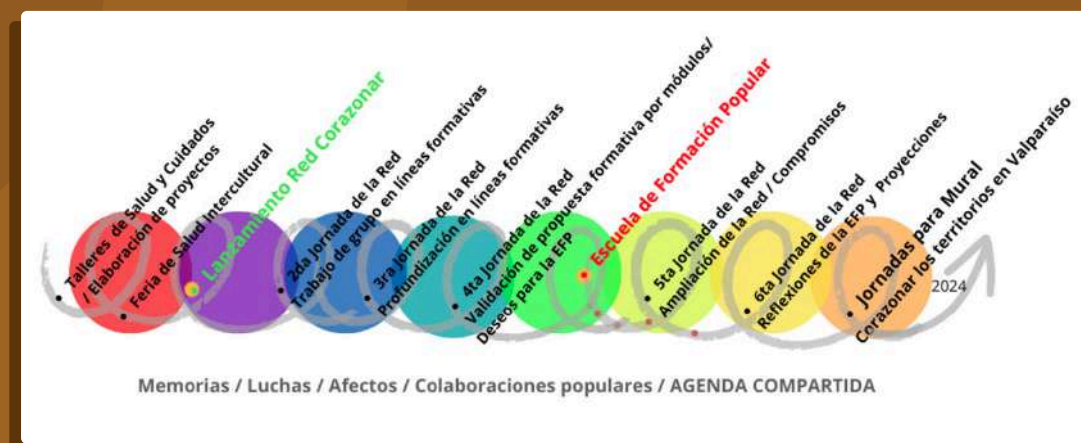 Talleres de Salud y Cuidados
/ Elaboración de proyectos
Feria de Salud Intercultural
Lanzamiento Red Corazonar
2da Jornada de la Red
Trabajo de grupo en líneas formativas
3ra Jornada de la Red
Profundización en líneas formativas
4ta Jornada de la Red
Validación de propuesta formativa por módulos/
Deseos para la EFP
Escuela de Formación Popular
5ta Jornada de la Red
Ampliación de la Red / Compromisos
6ta Jornada de la Red
Reflexiones de la EFP y Proyecciones
Jornadas para Mural
Corazonar los territorios en Valparaíso
2024
Memorias / Luchas / Afectos / Colaboraciones populares / AGENDA COMPARTIDA